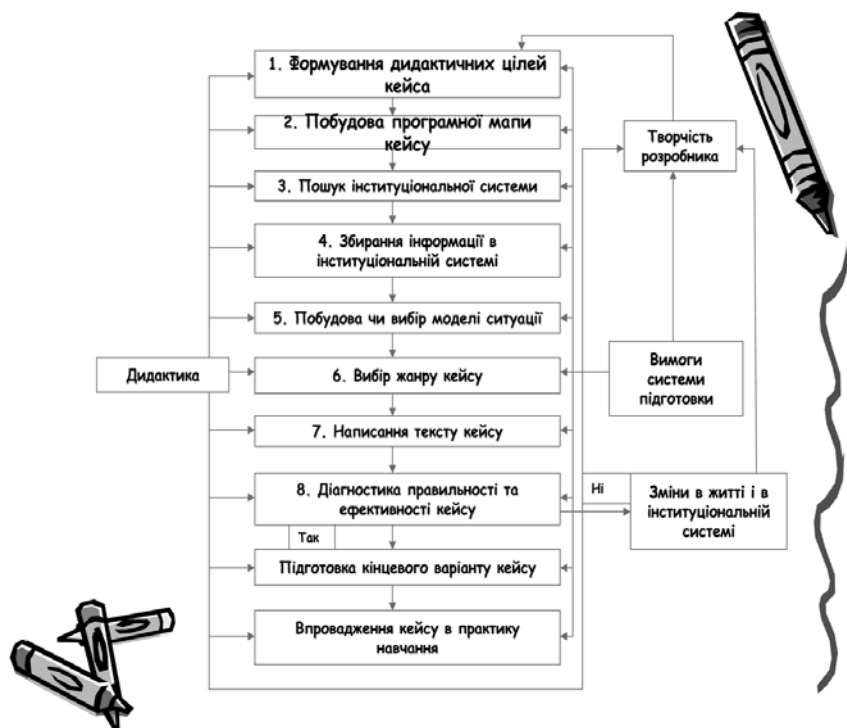 1. Формування дидактичних цілей
кейса
2. Побудова програмної мапи
кейсу
Творчість
розробника
3. Пошук інституціональної системи
4. Збирання інформації в
інституціональній системі
5. Побудова чи вибір моделі ситуації
Дидактика
6. Вибір жанру кейсу
Вимоги
системи
підготовки
7. Написання тексту кейсу
8. Діагностика правильності та
ефективності кейсу
Ні
Зміни в житті і в
інституціональній
системі
Так
Підготовка кінцевого варіанту кейсу
Впровадження кейсу в практику
навчання